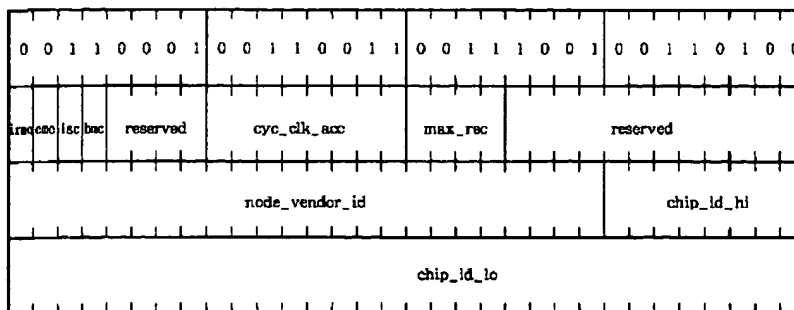 0 0 1 1 0 0 0 1 0 0 1 1 0 0 1 1 0 0 1 1 1 0 0 1 0 0 1 1 0 1 0 0
irmc cmc isc bmc reserved cyc_clk_acc max_rec reserved
node_vendor_id chip_id_hi
chip_id_lo